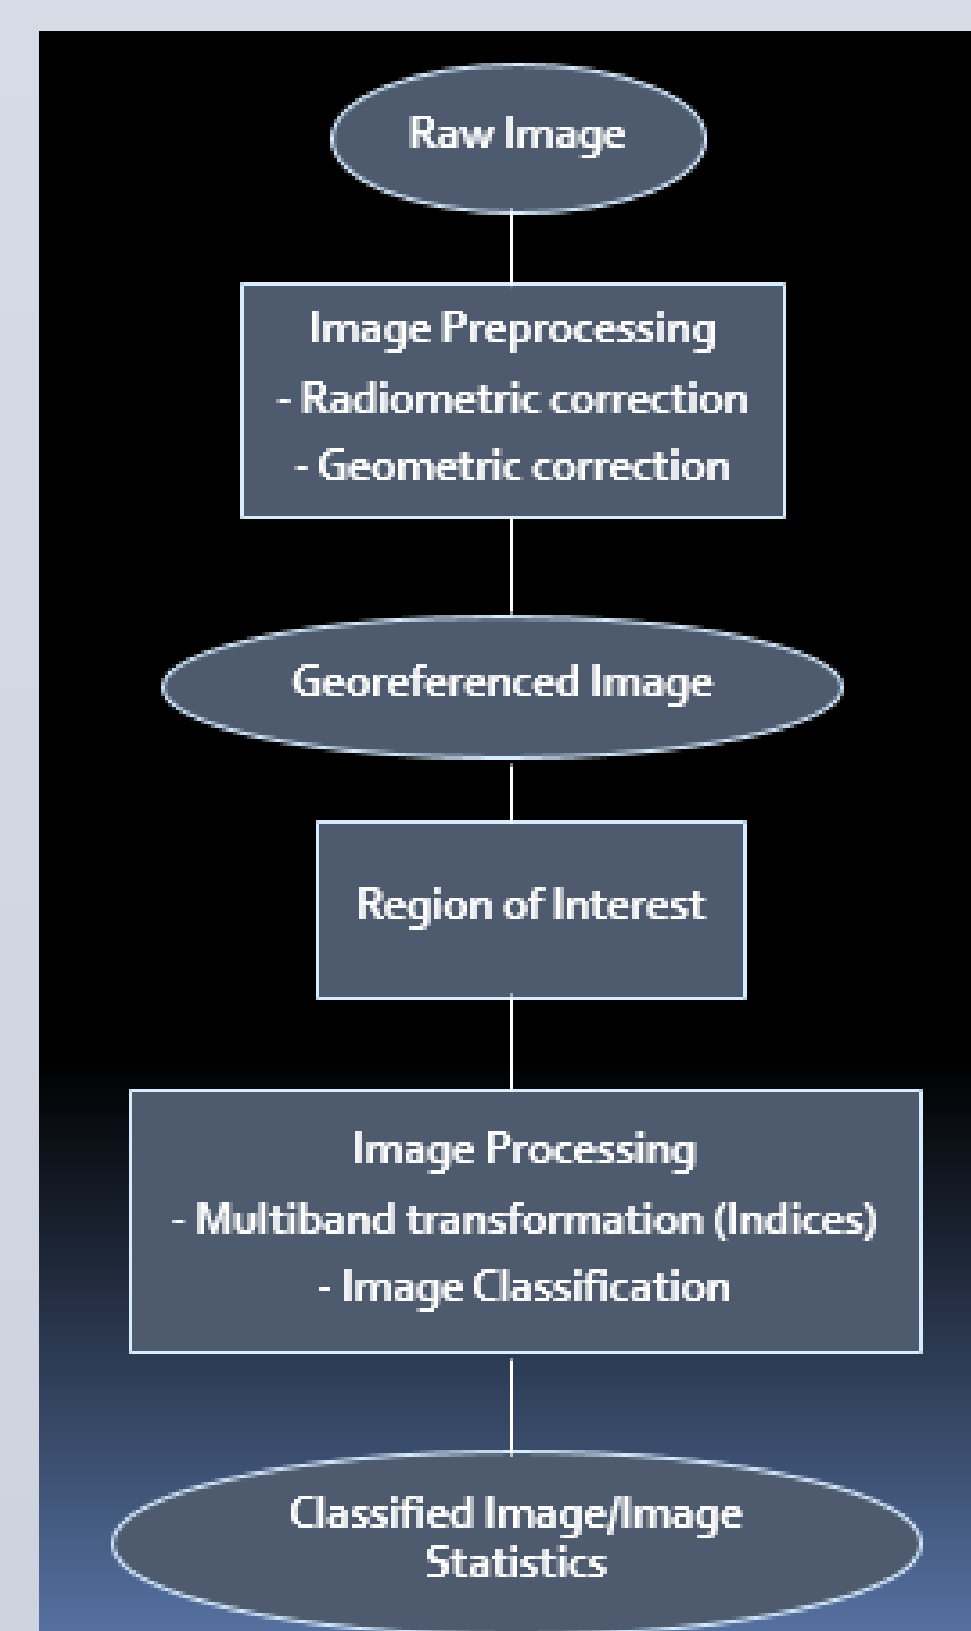 Raw Image
Image Preprocessing
- Radiometric correction
- Geometric correction
Georeferenced Image
Region of Interest
Image Processing
- Multiband transformation (Indices)
- Image Classification
Classified Image/Image
Statistics